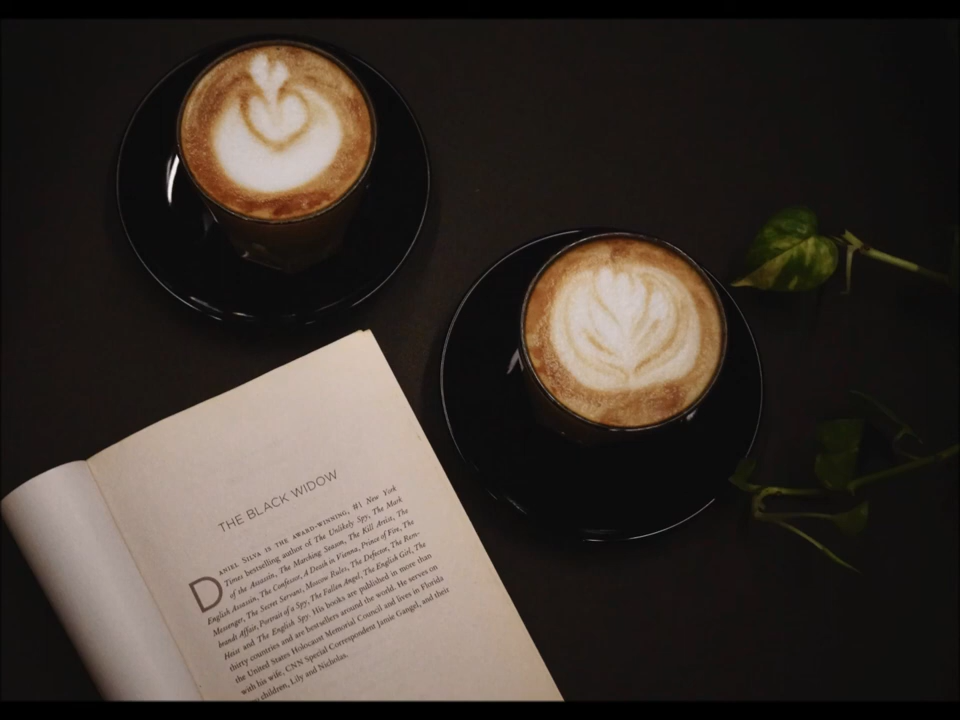 THE BLACK WIDOW
DANIEL SILVA IS THE AWARD-WINNING, #1 New York
Times bestselling author of The Unlikely Spy, The Mark
of the Assassin, The Marching Season, The Kill Artist, The
English Assassin, The Confessor, A Death in Vienna, Prince of Fire, The
Messenger, The Secret Servant, Moscow Rules, The Defector, The Rem-
brandt Affair, Portrait of a Spy, The Fallen Angel, The English Girl, The
Heist and The English Spy. His books are published in more than
thirty countries and are bestsellers around the world. He serves on
the United States Holocaust Memorial Council and lives in Florida
with his wife, CNN Special Correspondent Jamie Gangel, and their
children, Lily and Nicholas.